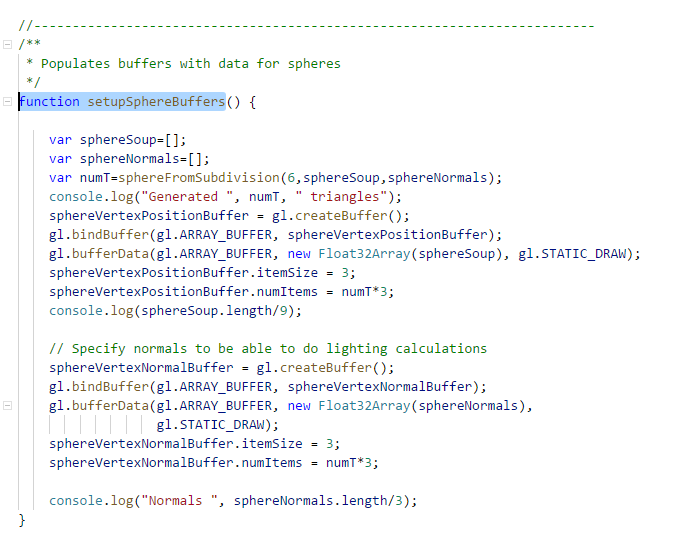 //-------------------------------------------------------------------------
/**
 * Populates buffers with data for spheres
 */
function setupSphereBuffers() {
    var sphereSoup=[];
    var sphereNormals=[];
    var numT=sphereFromSubdivision(6,sphereSoup,sphereNormals);
    console.log("Generated ", numT, " triangles");
    sphereVertexPositionBuffer = gl.createBuffer();
    gl.bindBuffer(gl.ARRAY_BUFFER, sphereVertexPositionBuffer);
    gl.bufferData(gl.ARRAY_BUFFER, new Float32Array(sphereSoup), gl.STATIC_DRAW);
    sphereVertexPositionBuffer.itemSize = 3;
    sphereVertexPositionBuffer.numItems = numT*3;
    console.log(sphereSoup.length/9);
    // Specify normals to be able to do lighting calculations
    sphereVertexNormalBuffer = gl.createBuffer();
    gl.bindBuffer(gl.ARRAY_BUFFER, sphereVertexNormalBuffer);
    gl.bufferData(gl.ARRAY_BUFFER, new Float32Array(sphereNormals),
                  gl.STATIC_DRAW);
    sphereVertexNormalBuffer.itemSize = 3;
    sphereVertexNormalBuffer.numItems = numT*3;
    console.log("Normals ", sphereNormals.length/3);
}